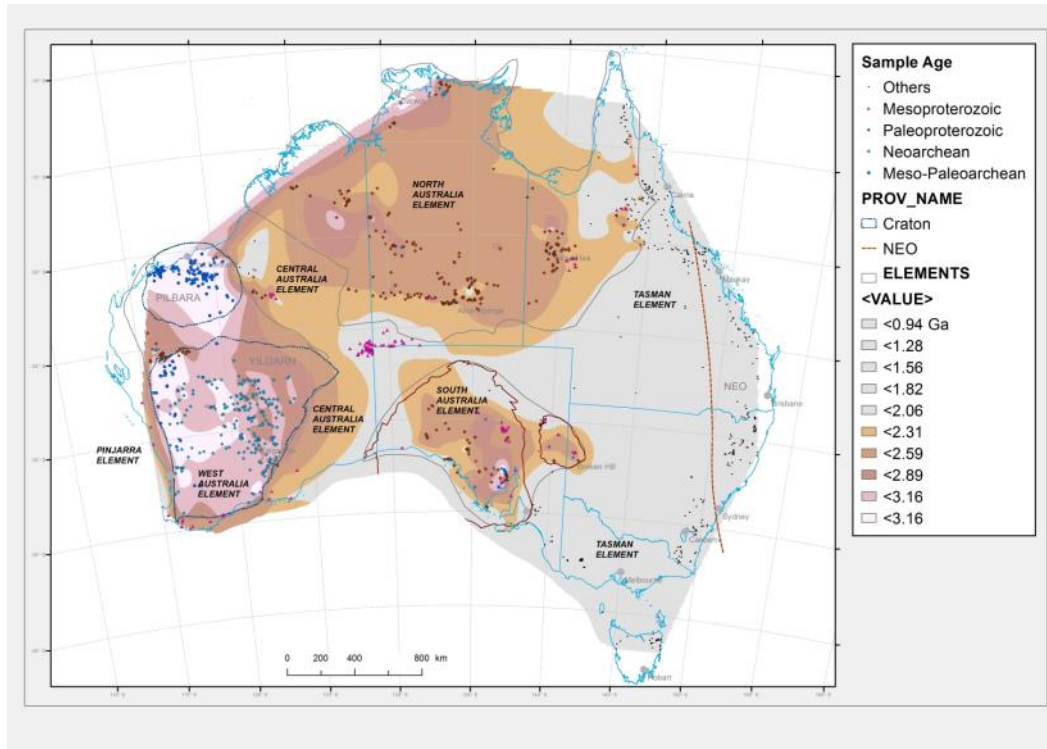 NORTH
AUSTRALIA
ELEMENT
CENTRAL
AUSTRALIA
ELEMENT
PILBARA
YILGARN
Cairns
TASMAN
ELEMENT
NEO
Brisbane
SOUTH
AUSTRALIA
ELEMENT
CENTRAL
AUSTRALIA
ELEMENT
PINJARRA
ELEMENT
WEST
AUSTRALIA
ELEMENT
Broken Hill
Sydney
TASMAN
ELEMENT
Melbourne
Hobart
0 200 400 800 km
Sample Age
Others
Mesoproterozoic
Paleoproterozoic
Neoarchean
Meso-Paleoarchean
PROV_NAME
Craton
NEO
ELEMENTS
<VALUE>
<0.94 Ga
<1.28
<1.56
<1.82
<2.06
<2.31
<2.59
<2.89
<3.16
<3.16